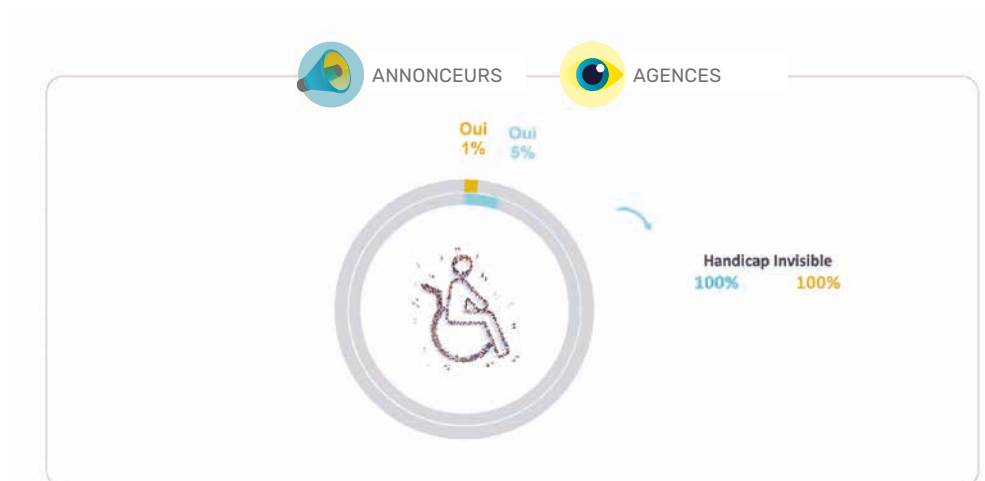 ANNONCEURS
AGENCES
Oui
1%
Oui
5%
Handicap Invisible
100%
100%